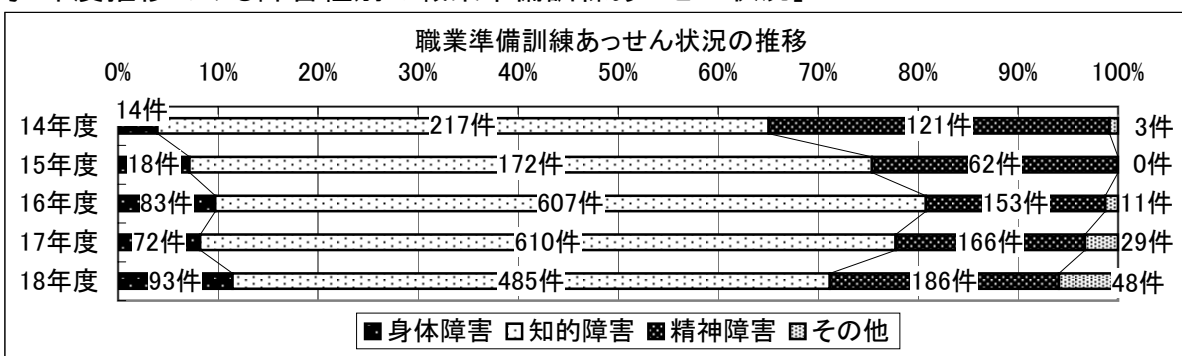 職業準備訓練あっせん状況の推移
0% 10% 20% 30% 40% 50% 60% 70% 80% 90% 100%
14年度 14件 217件 121件 3件
15年度 18件 172件 62件 0件
16年度 83件 607件 153件 11件
17年度 72件 610件 166件 29件
18年度 93件 485件 186件 48件
身体障害 知的障害 精神障害 その他